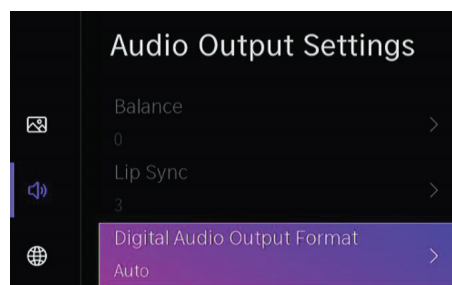 Audio Output Settings
Balance
0
Lip Sync
3
Digital Audio Output Format
Auto